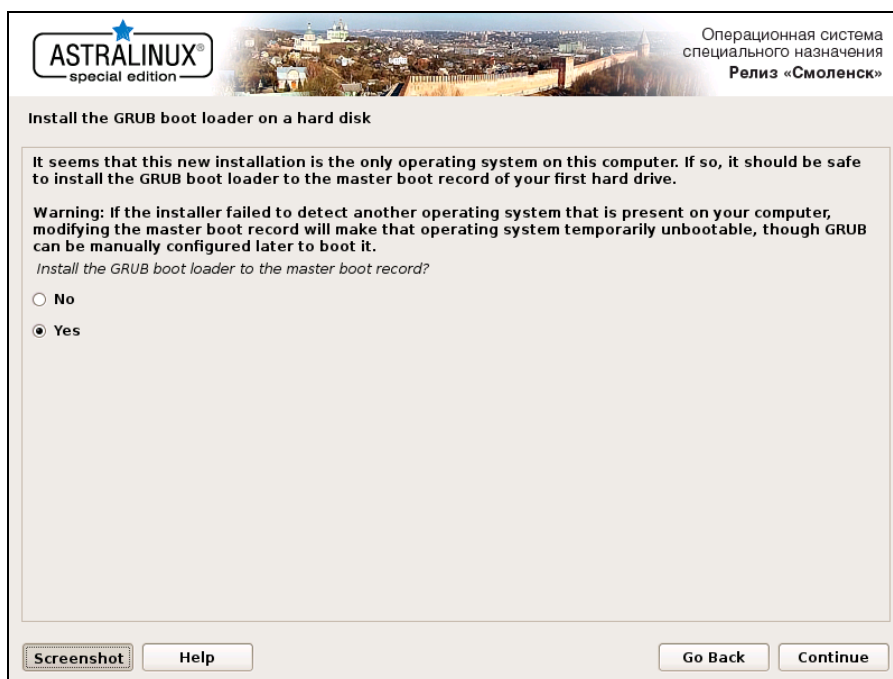 ASTRALINUX®
special edition
Операционная система
специального назначения
Релиз «Смоленск»
Install the GRUB boot loader on a hard disk
It seems that this new installation is the only operating system on this computer. If so, it should be safe
to install the GRUB boot loader to the master boot record of your first hard drive.
Warning: If the installer failed to detect another operating system that is present on your computer,
modifying the master boot record will make that operating system temporarily unbootable, though GRUB
can be manually configured later to boot it.
Install the GRUB boot loader to the master boot record?
No
Yes
Screenshot Help Go Back Continue